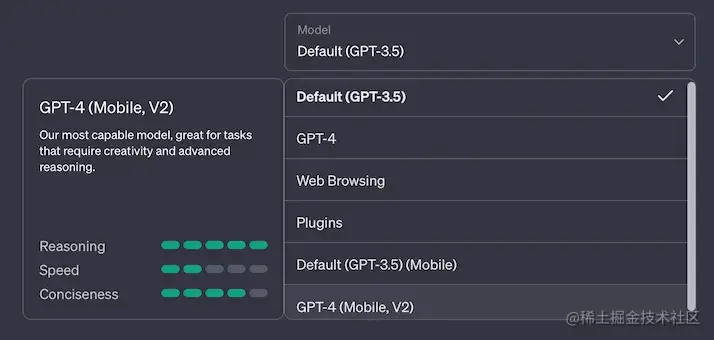 Model
Default (GPT-3.5)
GPT-4 (Mobile, V2)
Our most capable model, great for tasks
that require creativity and advanced
reasoning.
Reasoning
Speed
Conciseness
Default (GPT-3.5)
GPT-4
Web Browsing
Plugins
Default (GPT-3.5) (Mobile)
GPT-4 (Mobile, V2)
@稀土掘金技术社区